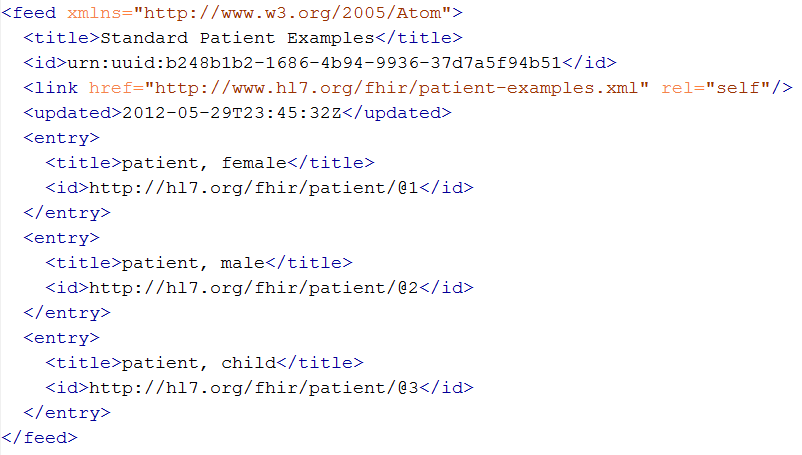 <feed xmlns="http://www.w3.org/2005/Atom">
  <title>Standard Patient Examples</title>
  <id>urn:uuid:b248b1b2-1686-4b94-9936-37d7a5f94b51</id>
  <link href="http://www.hl7.org/fhir/patient-examples.xml" rel="self"/>
  <updated>2012-05-29T23:45:32Z</updated>
  <entry>
    <title>patient, female</title>
    <id>http://hl7.org/fhir/patient/@1</id>
  </entry>
  <entry>
    <title>patient, male</title>
    <id>http://hl7.org/fhir/patient/@2</id>
  </entry>
  <entry>
    <title>patient, child</title>
    <id>http://hl7.org/fhir/patient/@3</id>
  </entry>
</feed>